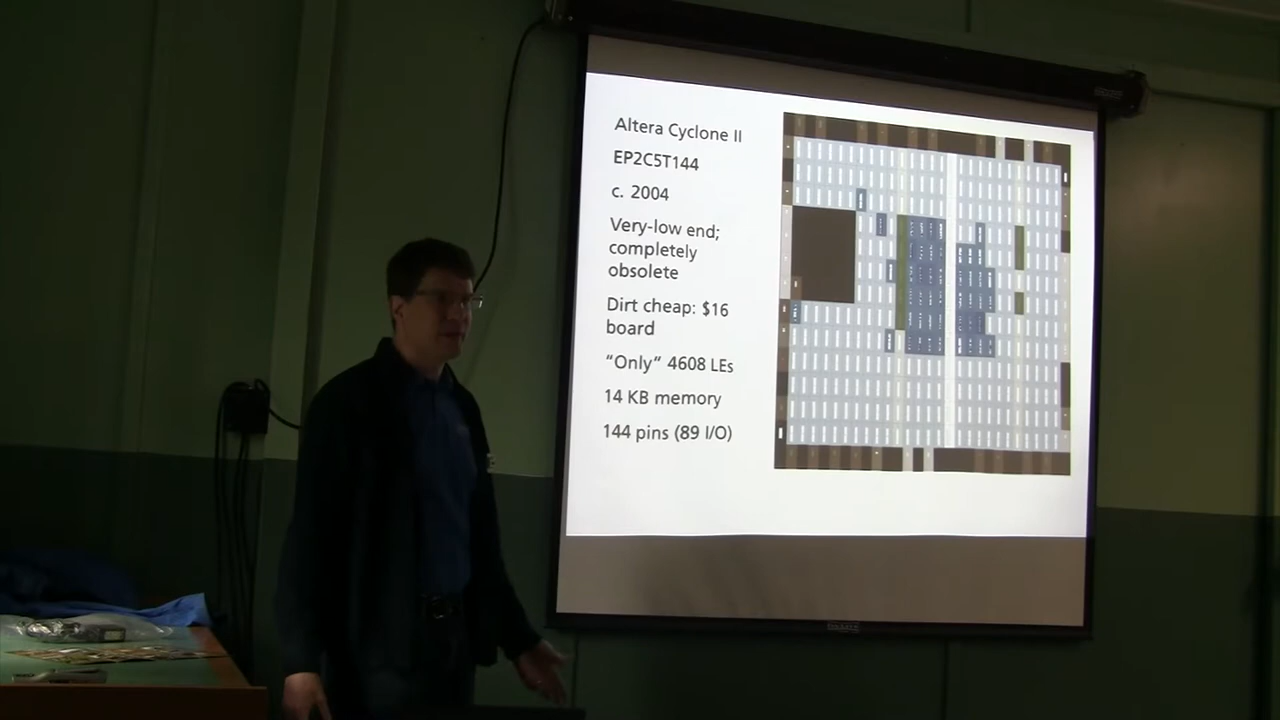 Altera Cyclone II
EP2C5T144
c. 2004
Very-low end;
completely
obsolete
Dirt cheap: $16
board
“Only” 4608 LEs
14 KB memory
144 pins (89 I/O)